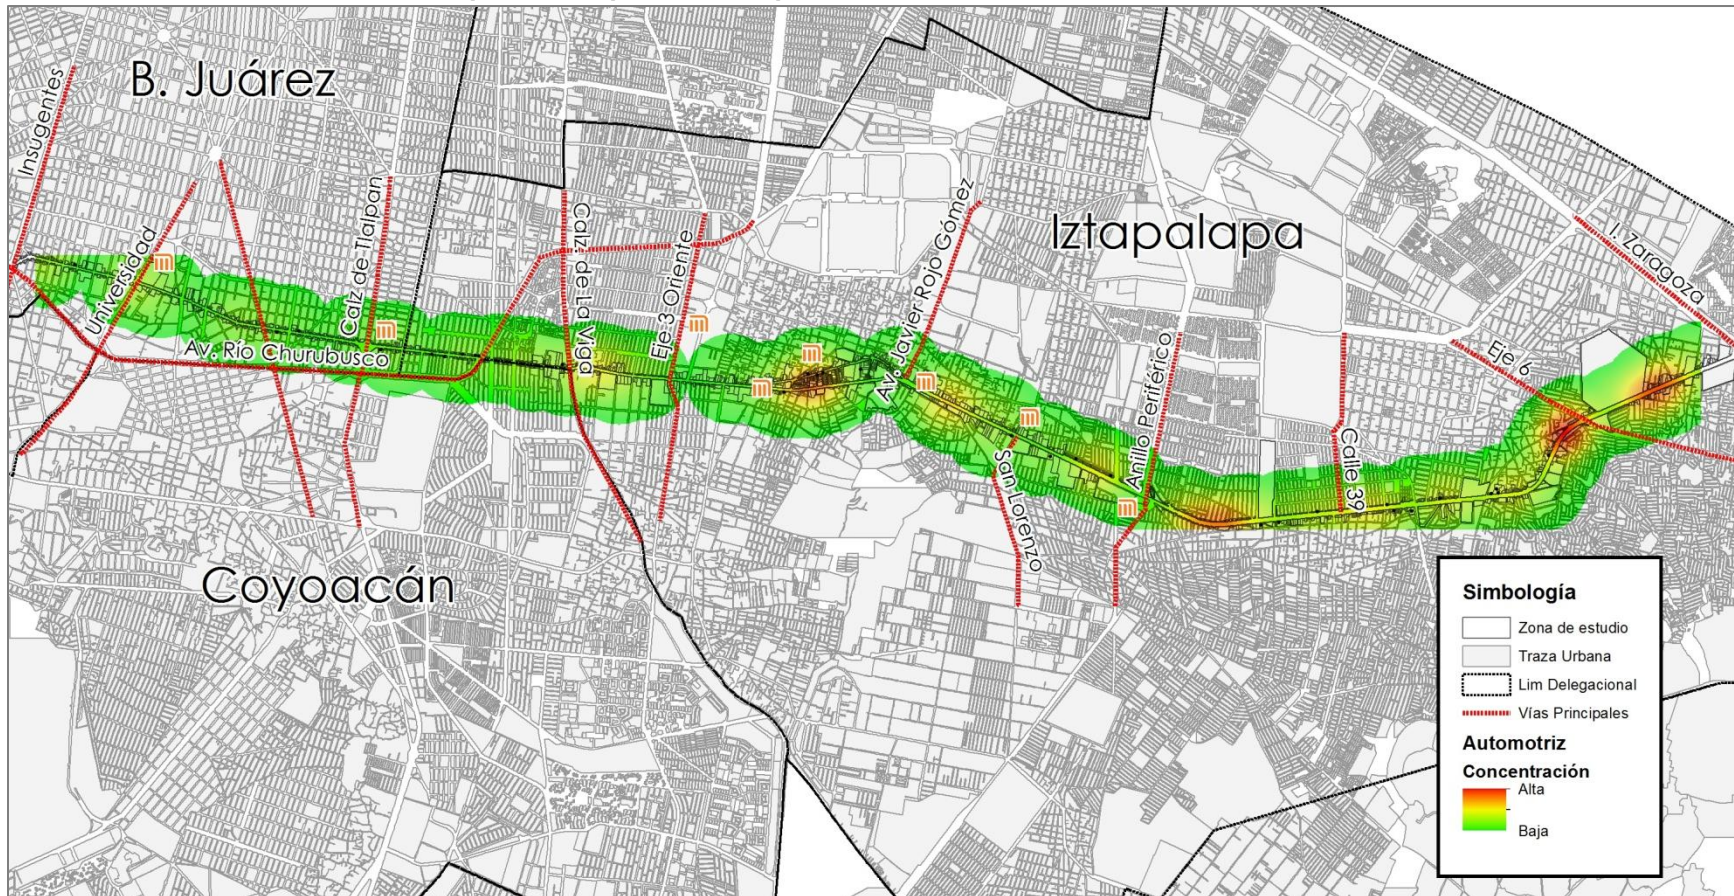 B. Juárez
Insugentes
Universidad
Calz de Tlalpan
Av. Río Churubusco
Calz. de La Viga
Eje 3 Oriente
Av. Javier Rojo Gómez
Iztapalapa
I. Zaragoza
Eje 6
Anillo Periférico
Calle 39
San Lorenzo
Coyoacán
Simbología
Zona de estudio
Traza Urbana
Lim Delegacional
Vías Principales
Automotriz
Concentración
Alta
Baja